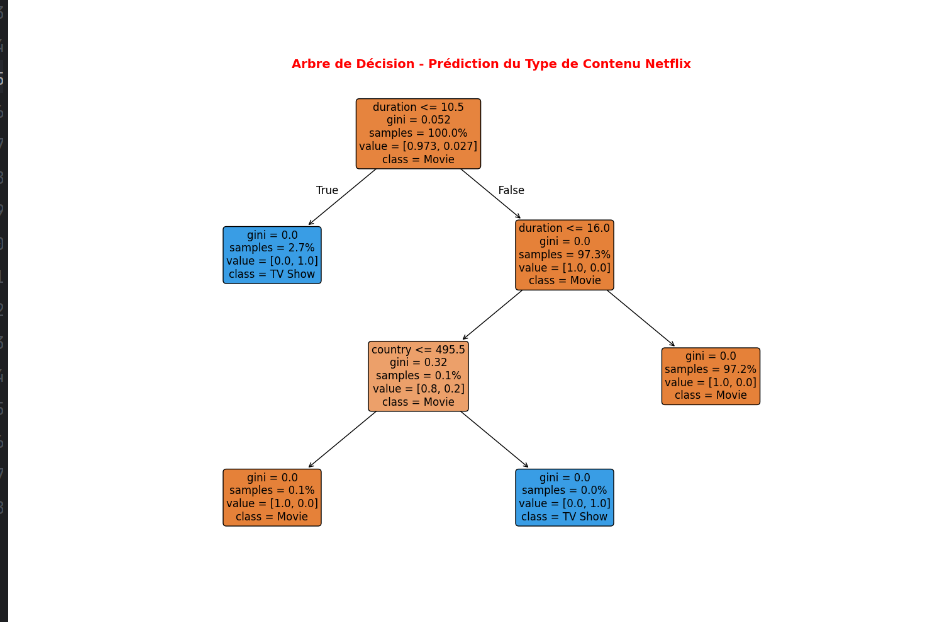 Arbre de Décision - Prédiction du Type de Contenu Netflix
duration <= 10.5
gini = 0.052
samples = 100.0%
value = [0.973, 0.027]
class = Movie
True
False
gini = 0.0
samples = 2.7%
value = [0.0, 1.0]
class = TV Show
duration <= 16.0
gini = 0.0
samples = 97.3%
value = [1.0, 0.0]
class = Movie
country <= 495.5
gini = 0.32
samples = 0.1%
value = [0.8, 0.2]
class = Movie
gini = 0.0
samples = 97.2%
value = [1.0, 0.0]
class = Movie
gini = 0.0
samples = 0.1%
value = [1.0, 0.0]
class = Movie
gini = 0.0
samples = 0.0%
value = [0.0, 1.0]
class = TV Show